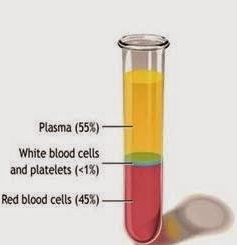 Plasma (55%)
White blood cells
and platelets (<1%)
Red blood cells (45%)